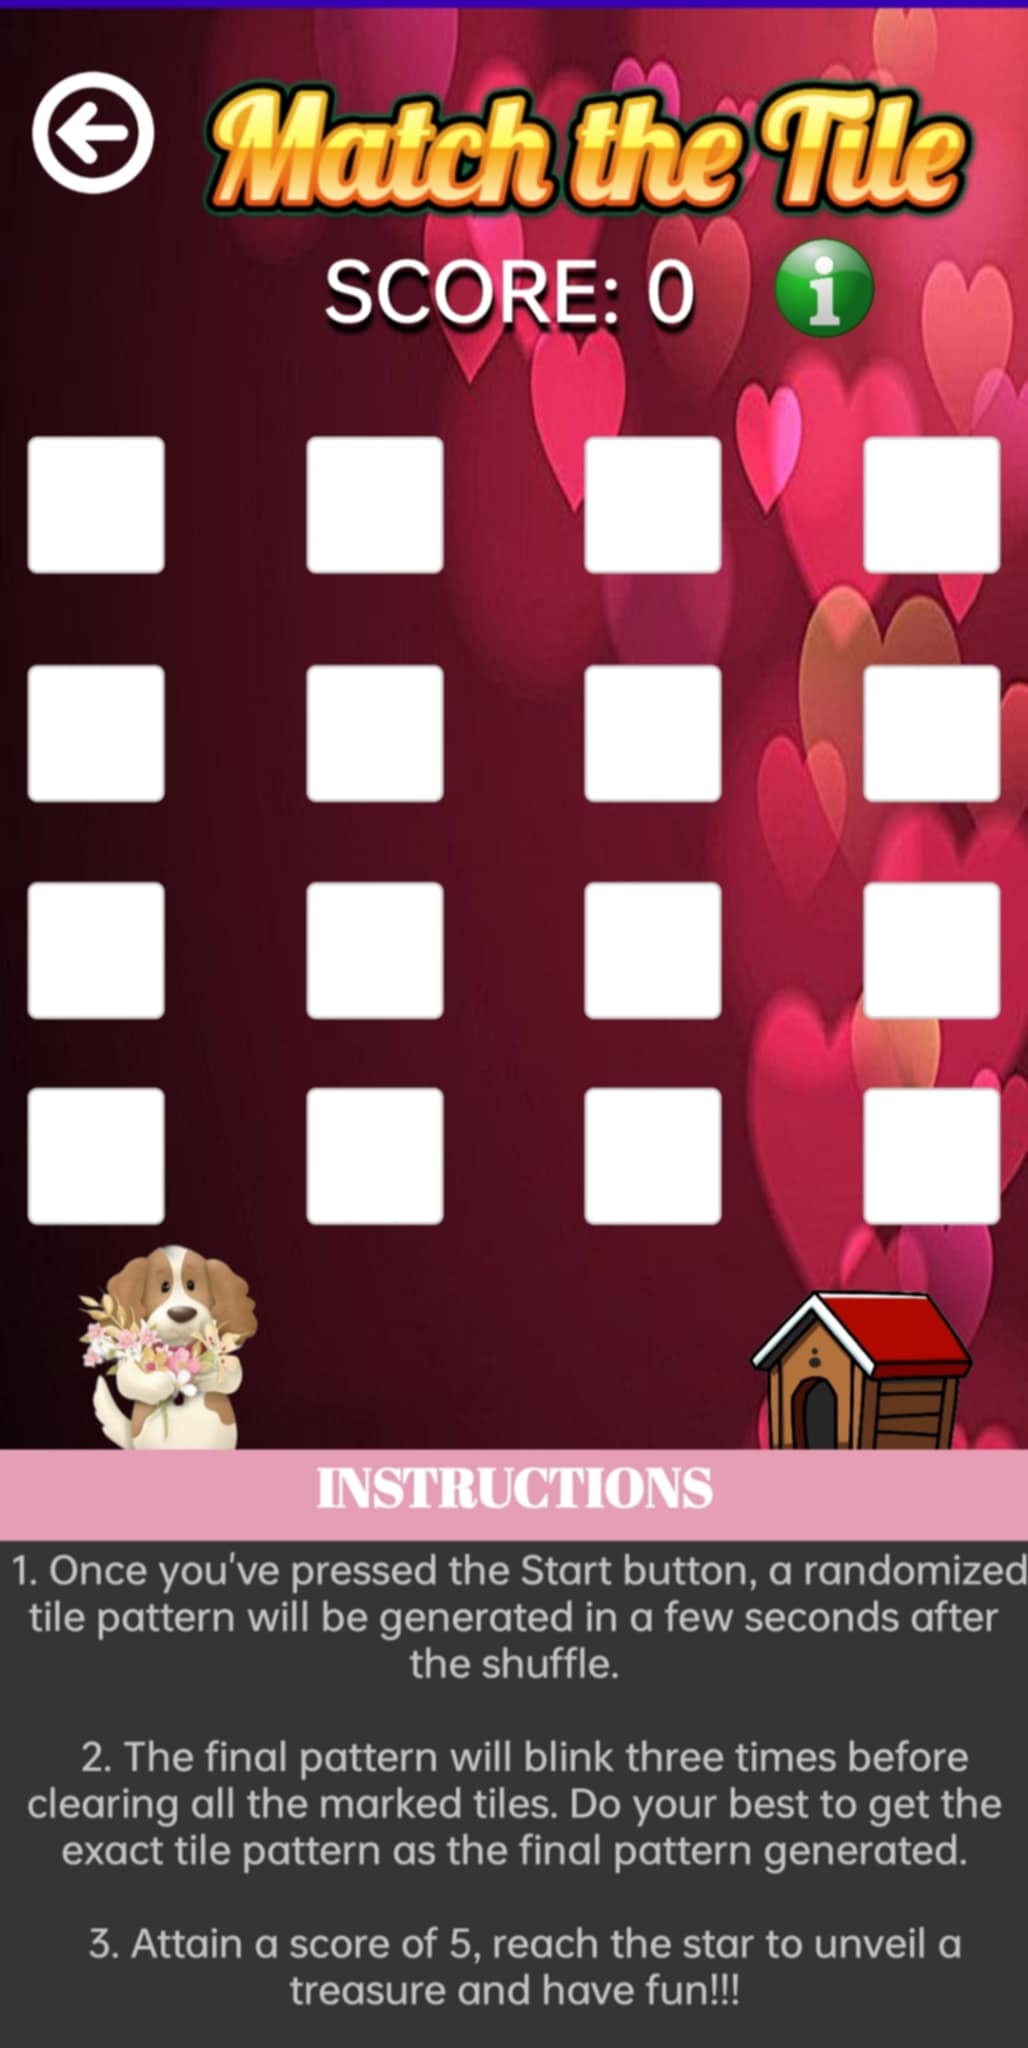 Match the Tile
SCORE: 0
i
INSTRUCTIONS
1. Once you've pressed the Start button, a randomized
tile pattern will be generated in a few seconds after
the shuffle.
2. The final pattern will blink three times before
clearing all the marked tiles. Do your best to get the
exact tile pattern as the final pattern generated.
3. Attain a score of 5, reach the star to unveil a
treasure and have fun!!!